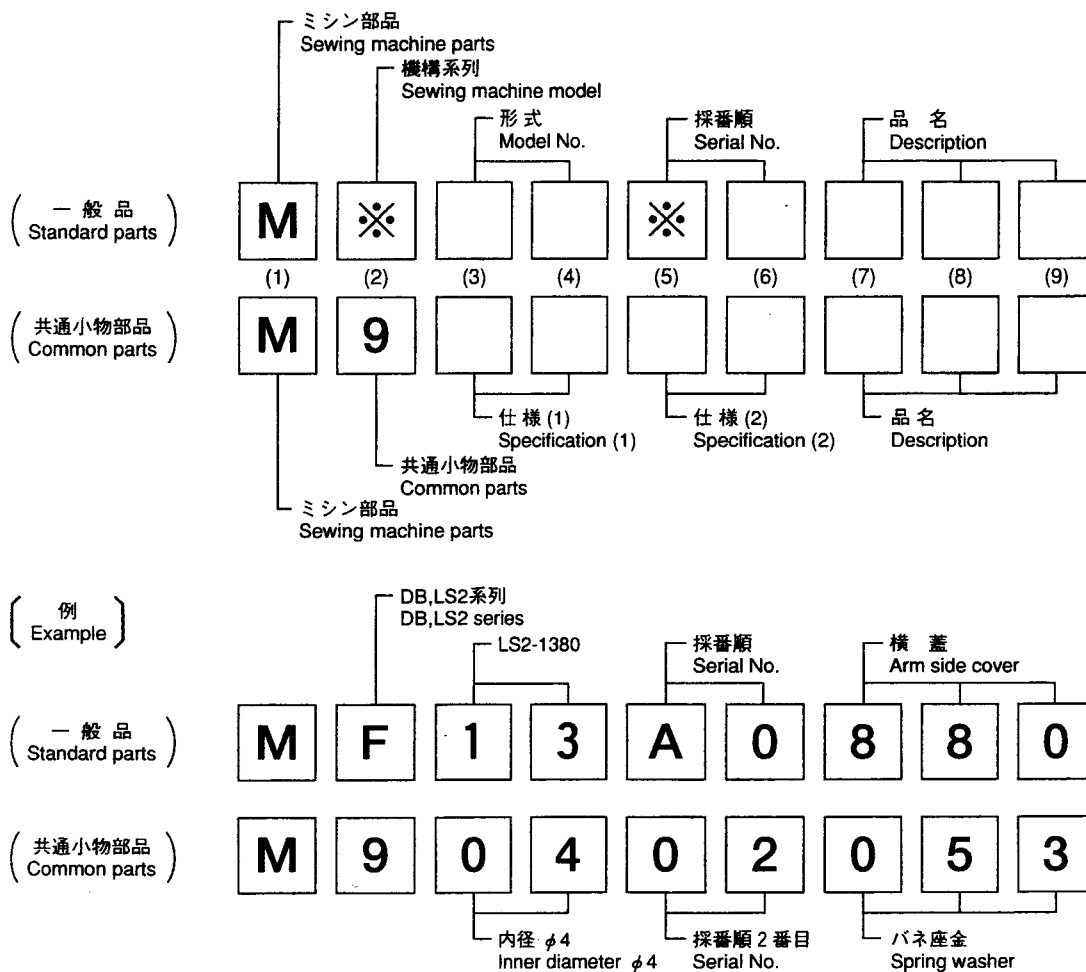 ミシン部品
Sewing machine parts
機構系列
Sewing machine model
形式
Model No.
採番順
Serial No.
品 名
Description
一 般 品
Standard parts
M ※ ※
(1) (2) (3) (4) (5) (6) (7) (8) (9)
共通小物部品
Common parts
M 9
仕様 (1)
Specification (1)
仕様 (2)
Specification (2)
品名
Description
共通小物部品
Common parts
ミシン部品
Sewing machine parts
例
Example
DB,LS2系列
DB,LS2 series
LS2-1380
採番順
Serial No.
横 蓋
Arm side cover
一 般 品
Standard parts
M F 1 3 A 0 8 8 0
共通小物部品
Common parts
M 9 0 4 0 2 0 5 3
内径 φ4
Inner diameter φ4
採番順2番目
Serial No.
バネ座金
Spring washer